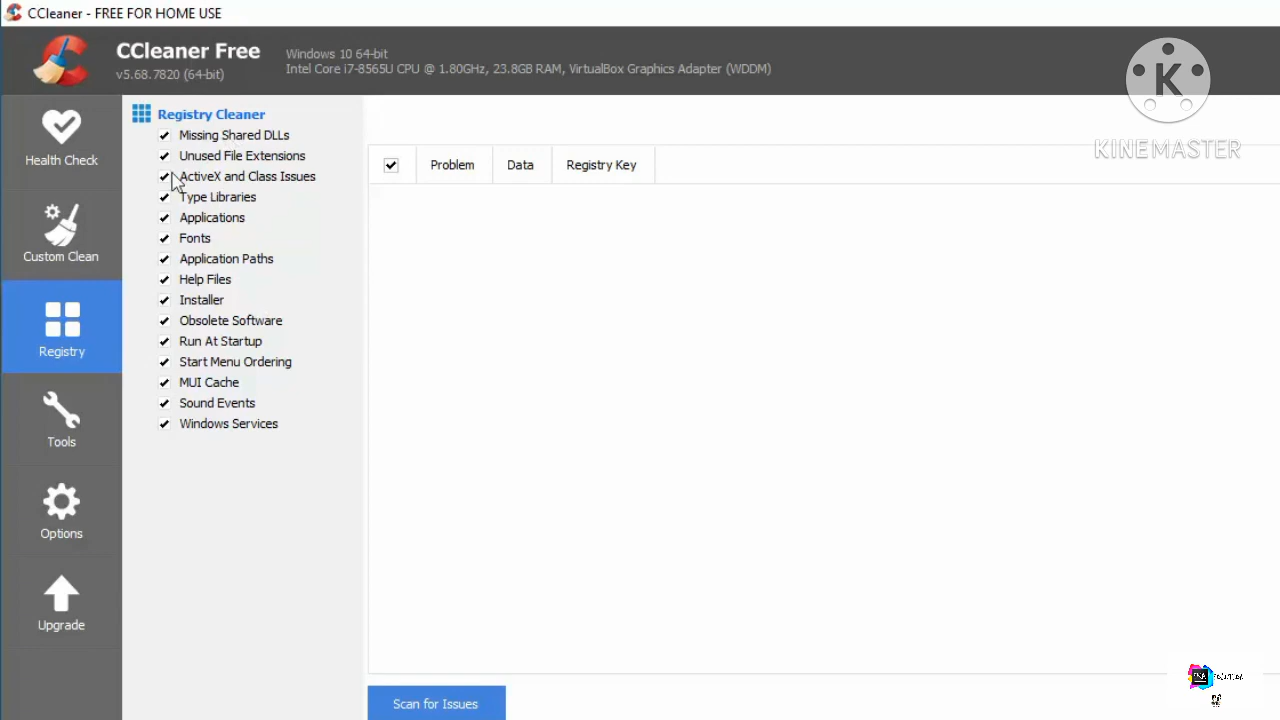 CCleaner - FREE FOR HOME USE
CCleaner Free
v5.68.7820 (64-bit)
Windows 10 64-bit
Intel Core i7-8565U CPU @ 1.80GHz, 23.8GB RAM, VirtualBox Graphics Adapter (WDDM)
K
KINEMASTER
Health Check
Custom Clean
Registry
Tools
Options
Upgrade
Registry Cleaner
Missing Shared DLLs
Unused File Extensions
ActiveX and Class Issues
Type Libraries
Applications
Fonts
Application Paths
Help Files
Installer
Obsolete Software
Run At Startup
Start Menu Ordering
MUI Cache
Sound Events
Windows Services
Problem
Data
Registry Key
Scan for Issues